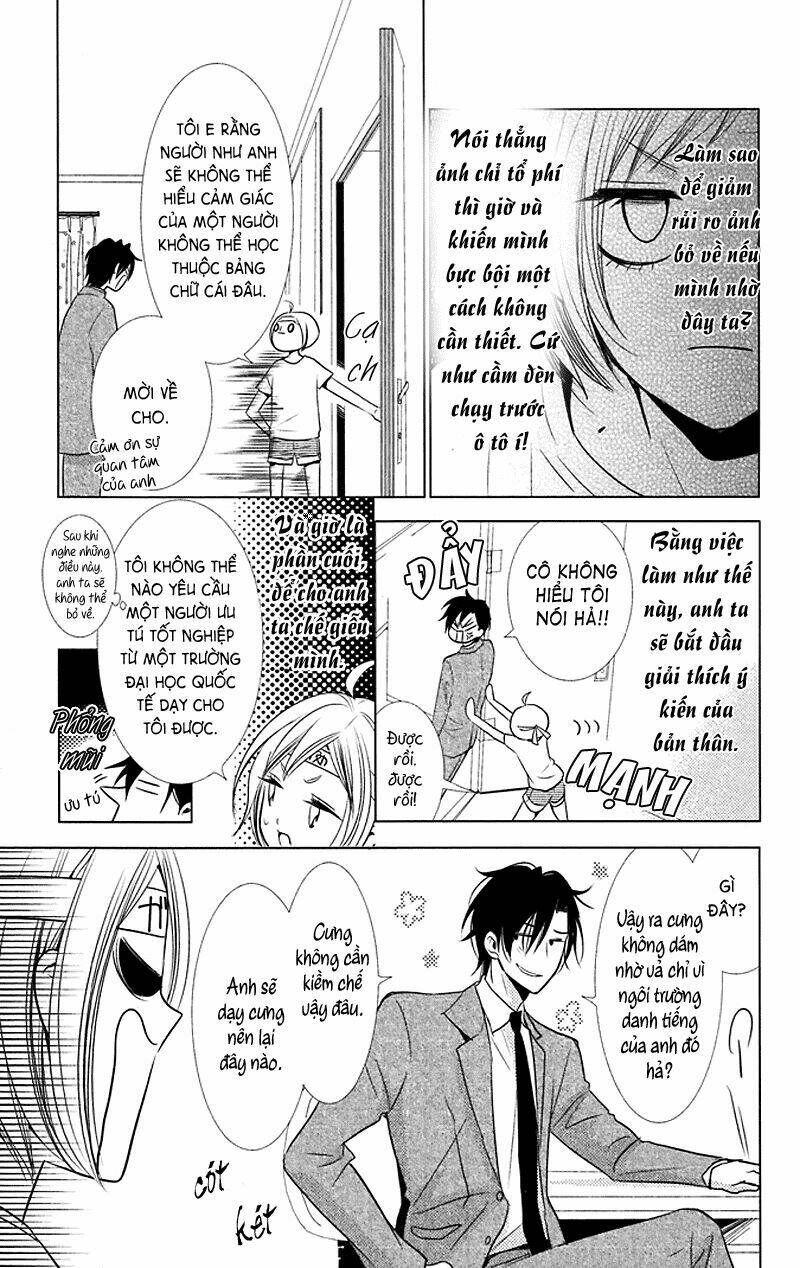 Làm sao
để giảm
rủi ro ảnh
bỏ về nếu
mình nhờ
dậy ta?
Nói thẳng
ảnh chỉ tổ phí
thì giờ và
khiến mình
bực bội một
cách không
cần thiết. Cứ
như cầm đèn
chạy trước
ô tô í!
TÔI E RẰNG
NGƯỜI NHƯ ANH
SẼ KHÔNG THỂ
HIỂU CẢM GIÁC
CỦA MỘT NGƯỜI
KHÔNG THỂ HỌC
THUỘC BẢNG
CHỮ CÁI ĐÂU.
Cạ
ch
MỜI VỀ
CHO.
Cảm ơn sự
quan tâm
của anh
Bằng việc
làm như thế
này, anh ta
sẽ bắt đầu
giải thích ý
kiến của
bản thân.
CÔ KHÔNG
HIỂU TÔI
NÓI HẢ!!
ĐẨY
MẠNH
Được
rồi.
được
rồi!
Và giờ là
phần cuối,
để cho anh
ta chế giễu
mình.
TÔI KHÔNG THỂ
NÀO YÊU CẦU
MỘT NGƯỜI ƯU
TÚ TỐT NGHIỆP
TỪ MỘT TRƯỜNG
ĐẠI HỌC QUỐC
TẾ DẠY CHO
TÔI ĐƯỢC.
Sau khi
nghe những
điều này,
anh ta sẽ
không thể
bỏ về.
Phổng
mũi
ưu tú
GÌ
ĐÂY?
Vậy ra cưng
không dám
nhờ vả chỉ vì
ngôi trường
danh tiếng
của anh đó
hả?
Cưng
không cần
kiềm chế
vậy đâu.
Anh sẽ
dạy cưng
nên lại
đây nào.
cót
két